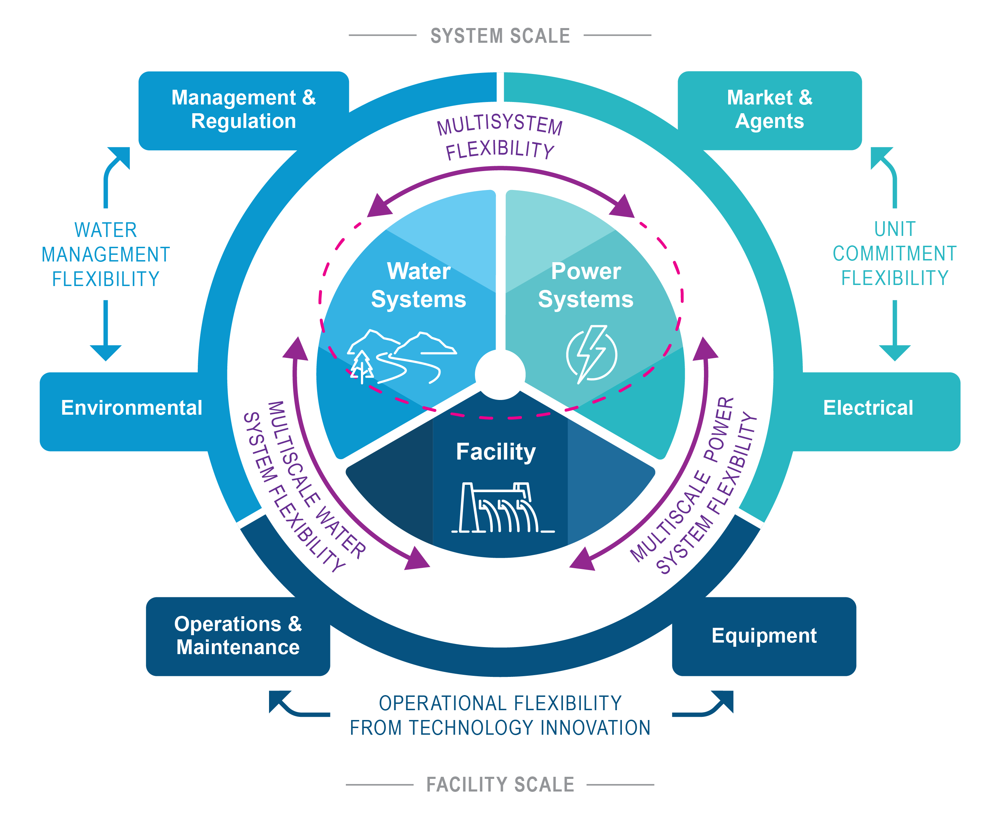 SYSTEM SCALE
Management &
Regulation
Market &
Agents
MULTISYSTEM
FLEXIBILITY
WATER
MANAGEMENT
FLEXIBILITY
UNIT
COMMITMENT
FLEXIBILITY
Water
Systems
Power
Systems
Environmental
Electrical
Facility
MULTISCALE WATER
SYSTEM FLEXIBILITY
MULTISCALE POWER
SYSTEM FLEXIBILITY
Operations &
Maintenance
Equipment
OPERATIONAL FLEXIBILITY
FROM TECHNOLOGY INNOVATION
FACILITY SCALE